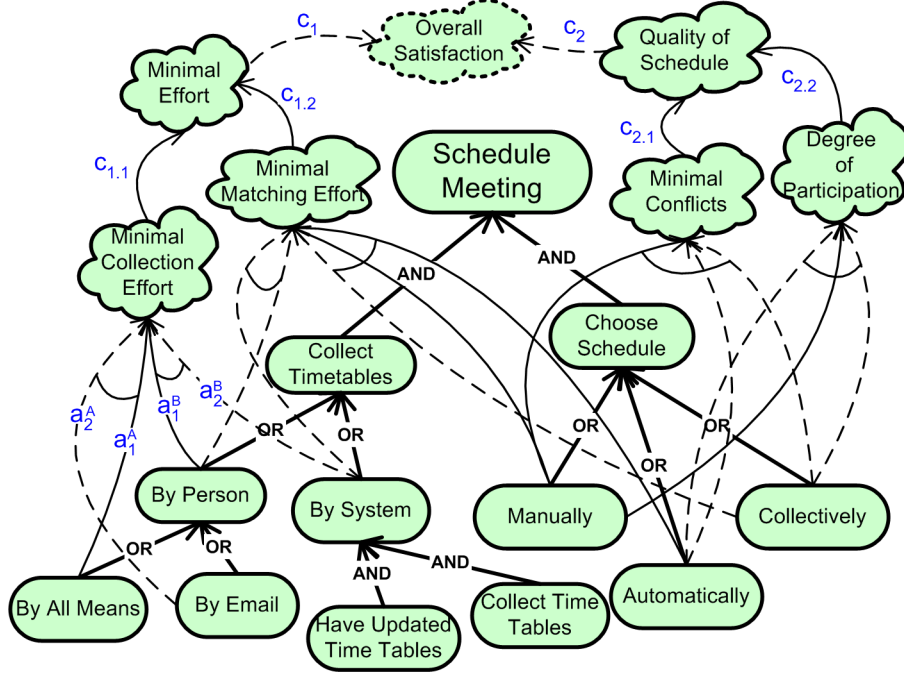 c1
Overall
Satisfaction
c2
Quality of
Schedule
Minimal
Effort
c1.2
c2.2
c1.1
Minimal
Matching Effort
Schedule
Meeting
c2.1
Minimal
Conflicts
Degree
of
Participation
Minimal
Collection
Effort
AND
AND
Collect
Timetables
Choose
Schedule
a2A
a1A
a1B
a2B
OR
OR
OR
OR
OR
By Person
By System
Manually
Collectively
OR
OR
AND
AND
By All Means
By Email
Have Updated
Time Tables
Collect Time
Tables
Automatically